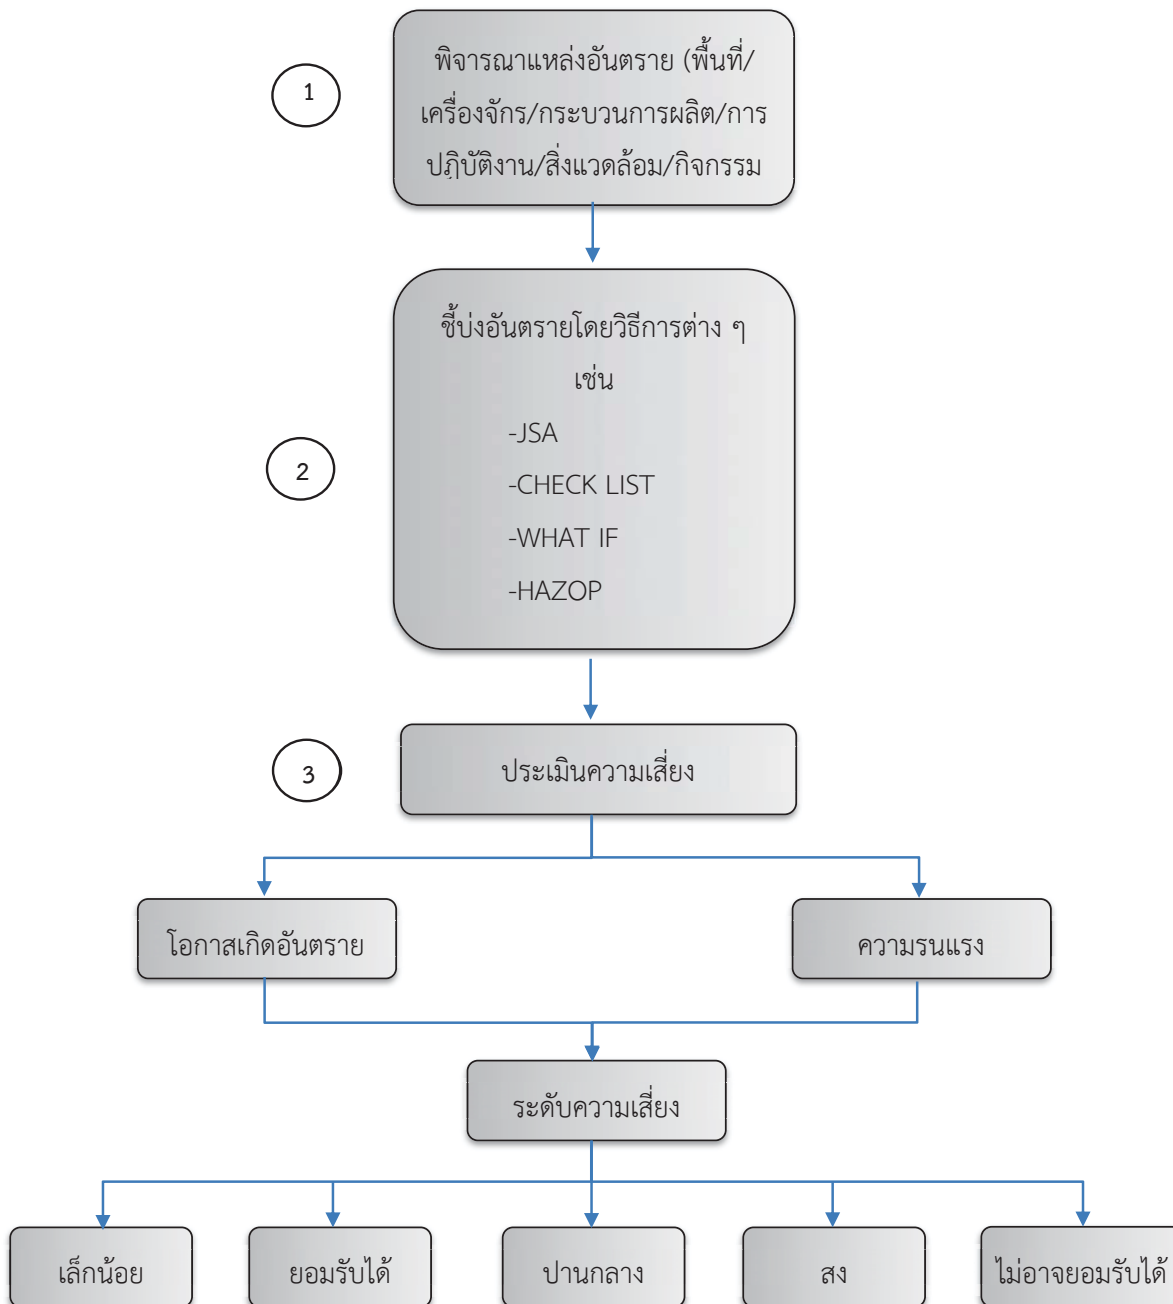 1
พิจารณาแหล่งอันตราย (พื้นที่/
เครื่องจักร/กระบวนการผลิต/การ
ปฏิบัติงาน/สิ่งแวดล้อม/กิจกรรม
2
ชี้บ่งอันตรายโดยวิธีการต่าง ๆ
เช่น
-JSA
-CHECK LIST
-WHAT IF
-HAZOP
3
ประเมินความเสี่ยง
โอกาสเกิดอันตราย
ความรนแรง
ระดับความเสี่ยง
เล็กน้อย
ยอมรับได้
ปานกลาง
สง
ไม่อาจยอมรับได้